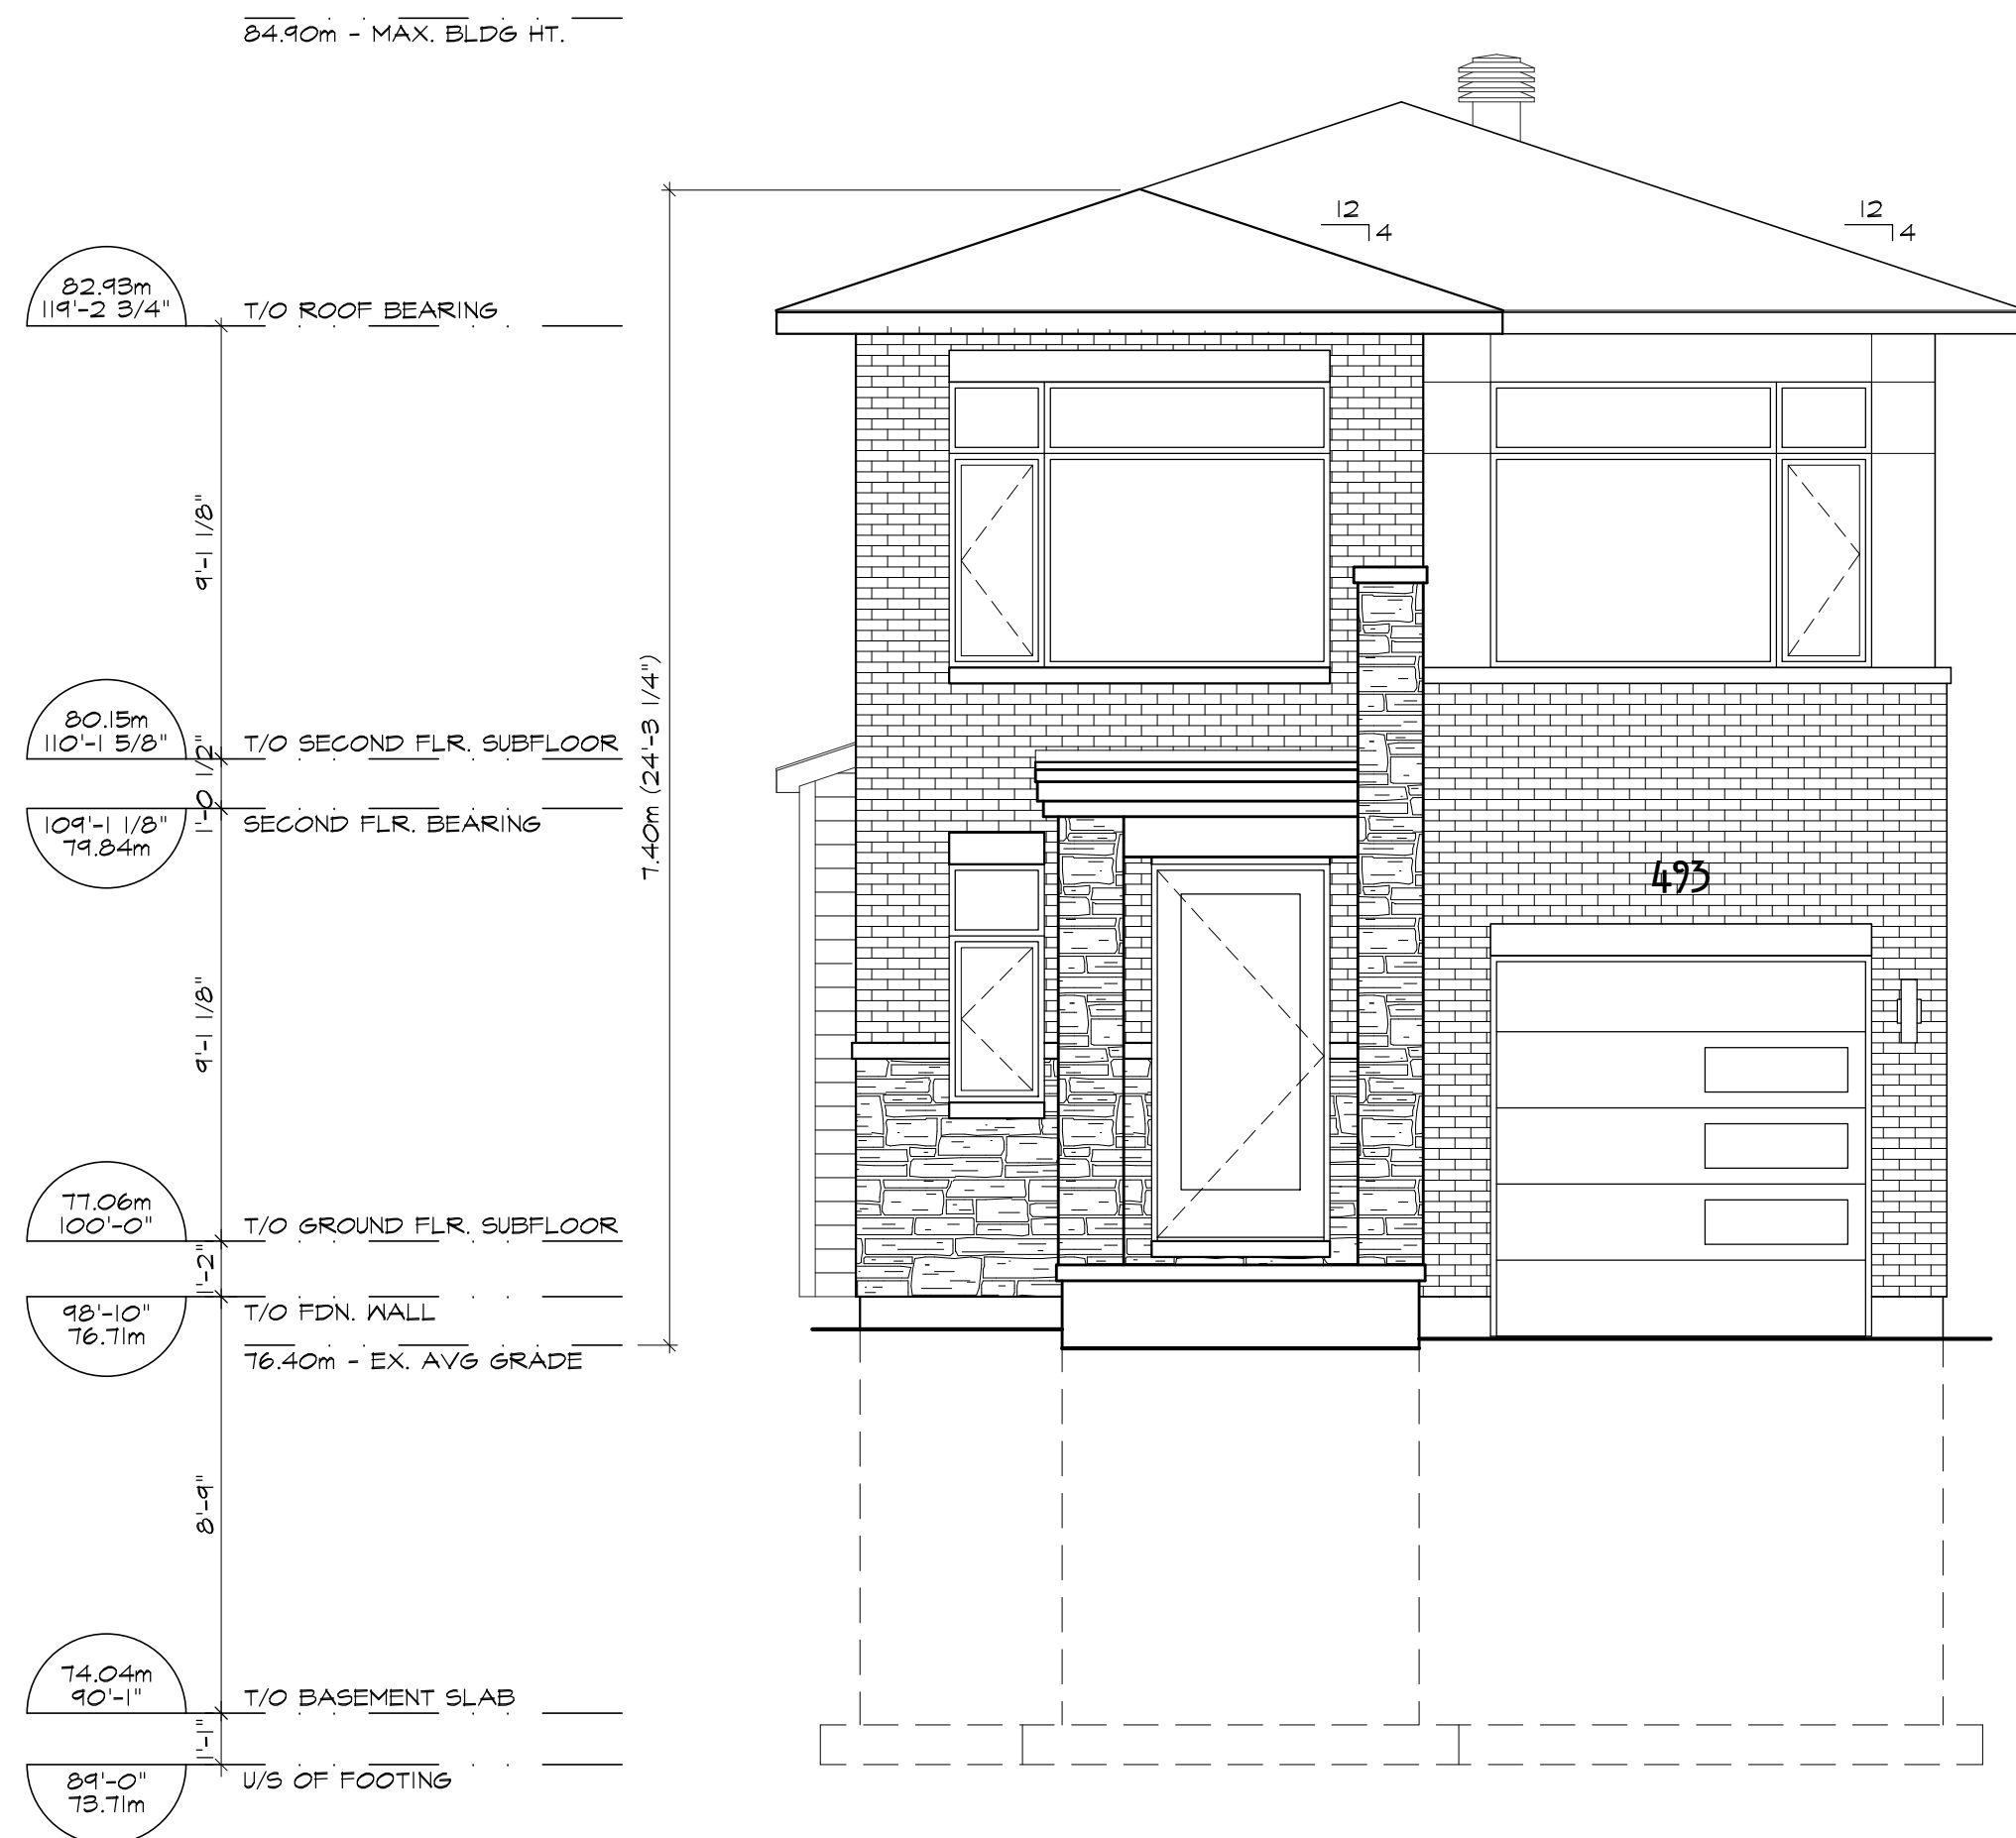 84.90m - MAX. BLDG HT.
12
4
12
4
82.93m
119'-2 3/4"
T/O ROOF BEARING
9'-1 1/8"
7.40m (24'-3 1/4")
80.15m
110'-1 5/8"
T/O SECOND FLR. SUBFLOOR
1'-0 1/2"
109'-1 1/8"
79.84m
SECOND FLR. BEARING
493
9'-1 1/8"
77.06m
100'-0"
T/O GROUND FLR. SUBFLOOR
1'-2"
98'-10"
76.71m
T/O FDN. WALL
76.40m - EX. AVG GRADE
8'-9"
74.04m
90'-1"
T/O BASEMENT SLAB
1'-1"
89'-0"
73.71m
U/S OF FOOTING